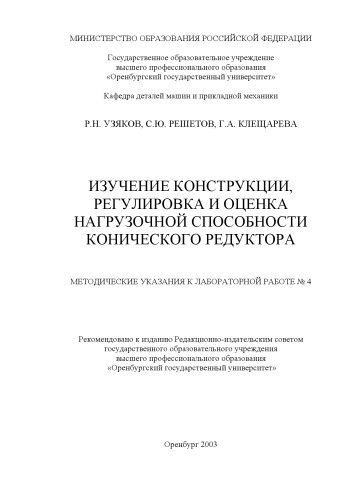 МИНИСТЕРСТВО ОБРАЗОВАНИЯ РОССИЙСКОЙ ФЕДЕРАЦИИ
Государственное образовательное учреждение
высшего профессионального образования
«Оренбургский государственный университет»
Кафедра деталей машин и прикладной механики
Р.Н. УЗЯКОВ, С.Ю. РЕШЕТОВ, Г.А. КЛЕЩАРЕВА
ИЗУЧЕНИЕ КОНСТРУКЦИИ,
РЕГУЛИРОВКА И ОЦЕНКА
НАГРУЗОЧНОЙ СПОСОБНОСТИ
КОНИЧЕСКОГО РЕДУКТОРА
МЕТОДИЧЕСКИЕ УКАЗАНИЯ К ЛАБОРАТОРНОЙ РАБОТЕ № 4
Рекомендовано к изданию Редакционно-издательским советом
государственного образовательного учреждения
высшего профессионального образования
«Оренбургский государственный университет»
Оренбург 2003